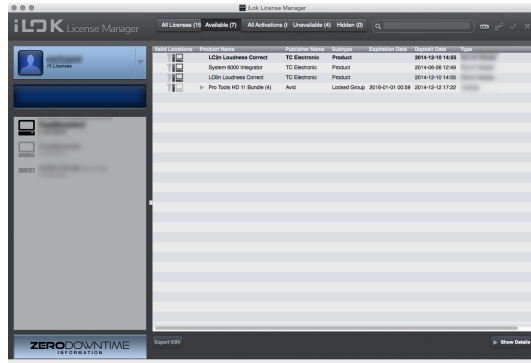 iLok License Manager
iLOK License Manager
All Licenses (15 Available (7) All Activations (( Unavailable (4) Hidden (0)
15 Licenses
Valid Locations Product Name Publisher Name Subtype Expiration Date Deposit Date Type
LC2n Loudness Correct TC Electronic Product 2014-12-10 14:55
System 6000 Integrator TC Electronic Product 2014-06-26 12:49
LC6n Loudness Correct TC Electronic Product 2014-12-10 14:55
Pro Tools HD 11 Bundle (4) Avid Locked Group 2016-01-01 00:59 2014-12-12 17:22
ZERODOWNTIME
INFORMATION
Export CSV
Show Details